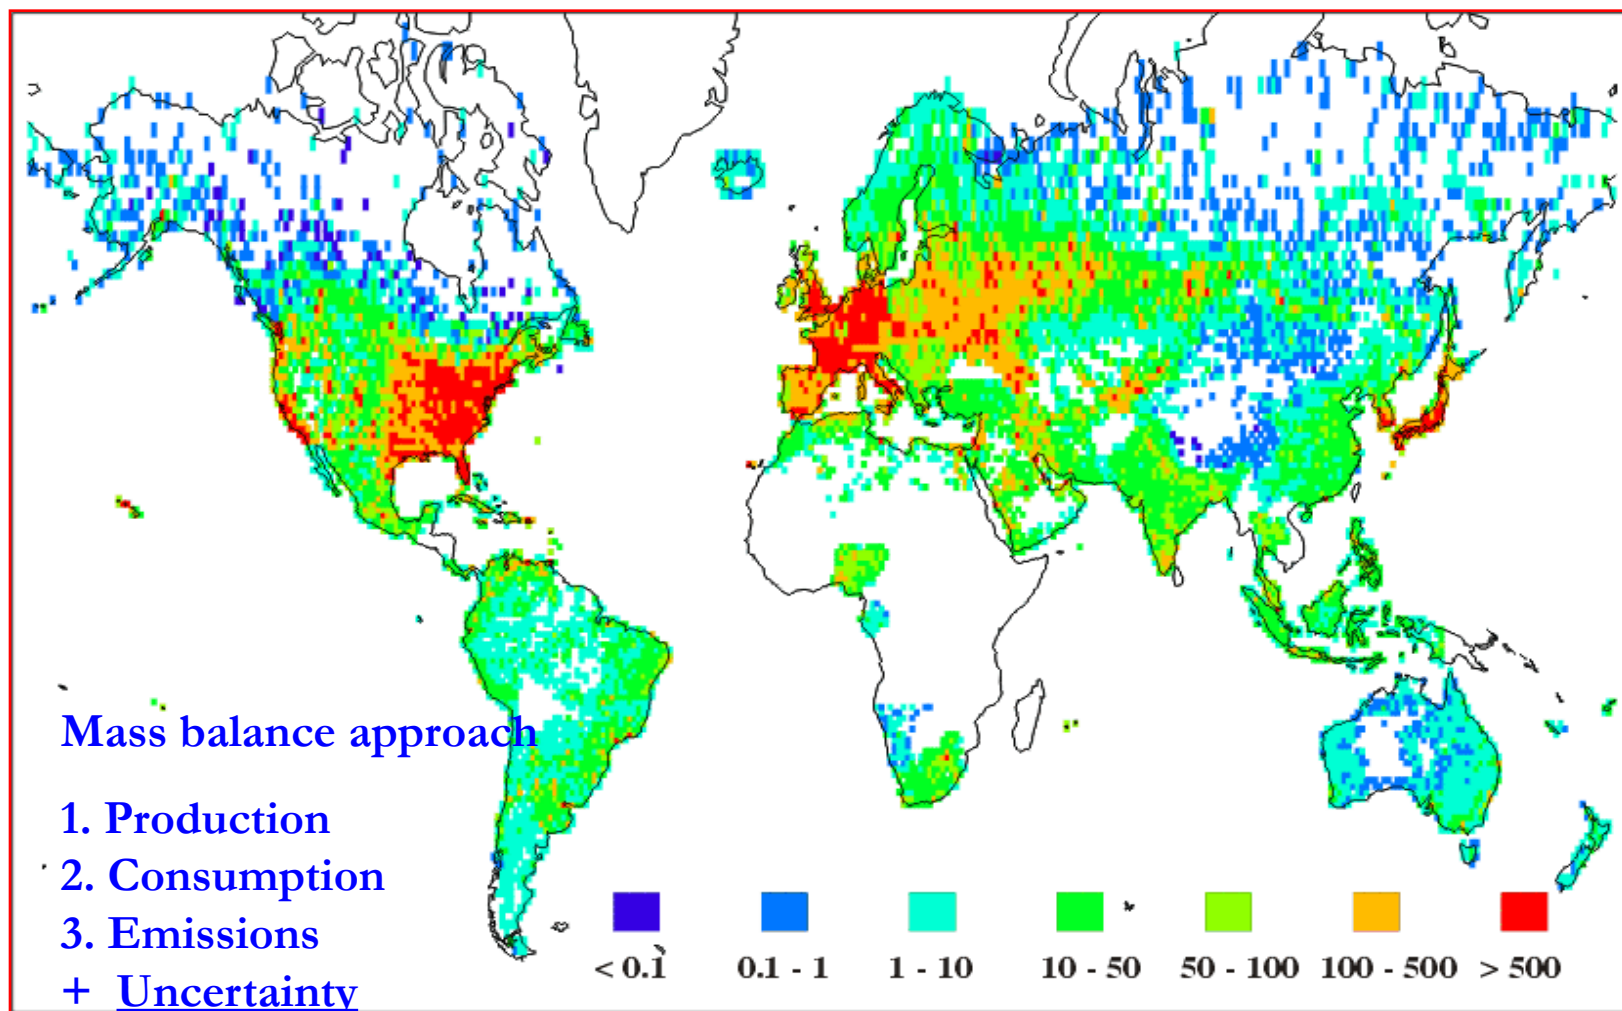 Mass balance approach
1. Production
2. Consumption
3. Emissions
+ Uncertainty
< 0.1 0.1 - 1 1 - 10 10 - 50 50 - 100 100 - 500 > 500